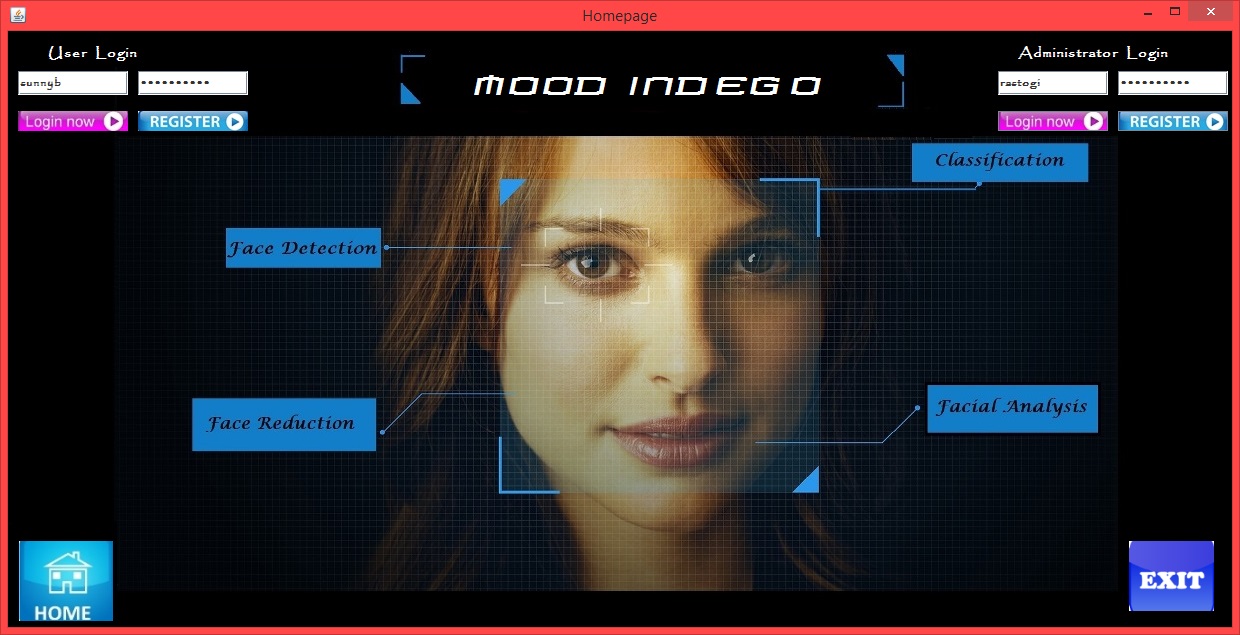 Homepage
User Login
Administrator Login
sunnyb
rastogi
MOOD INDEGO
Login now
REGISTER
Login now
REGISTER
Classification
Face Detection
Facial Analysis
Face Reduction
HOME
EXIT